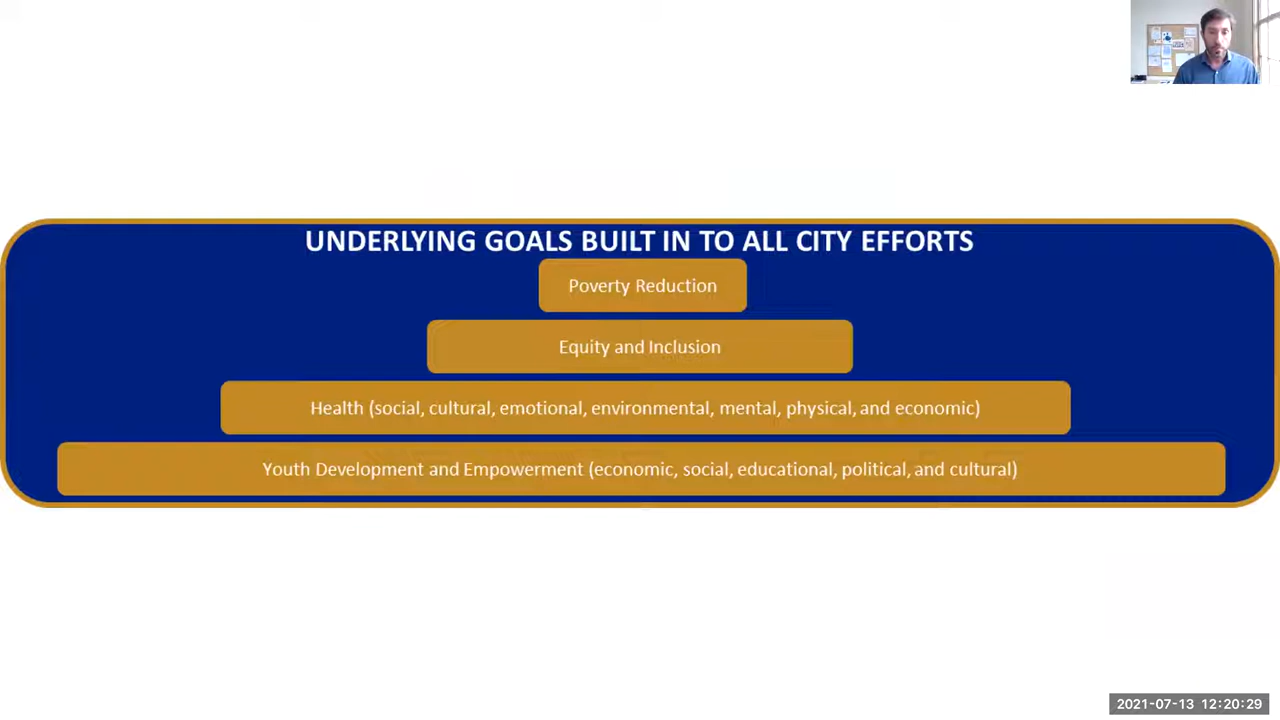 UNDERLYING GOALS BUILT IN TO ALL CITY EFFORTS
Poverty Reduction
Equity and Inclusion
Health (social, cultural, emotional, environmental, mental, physical, and economic)
Youth Development and Empowerment (economic, social, educational, political, and cultural)
2021-07-13 12:20:29